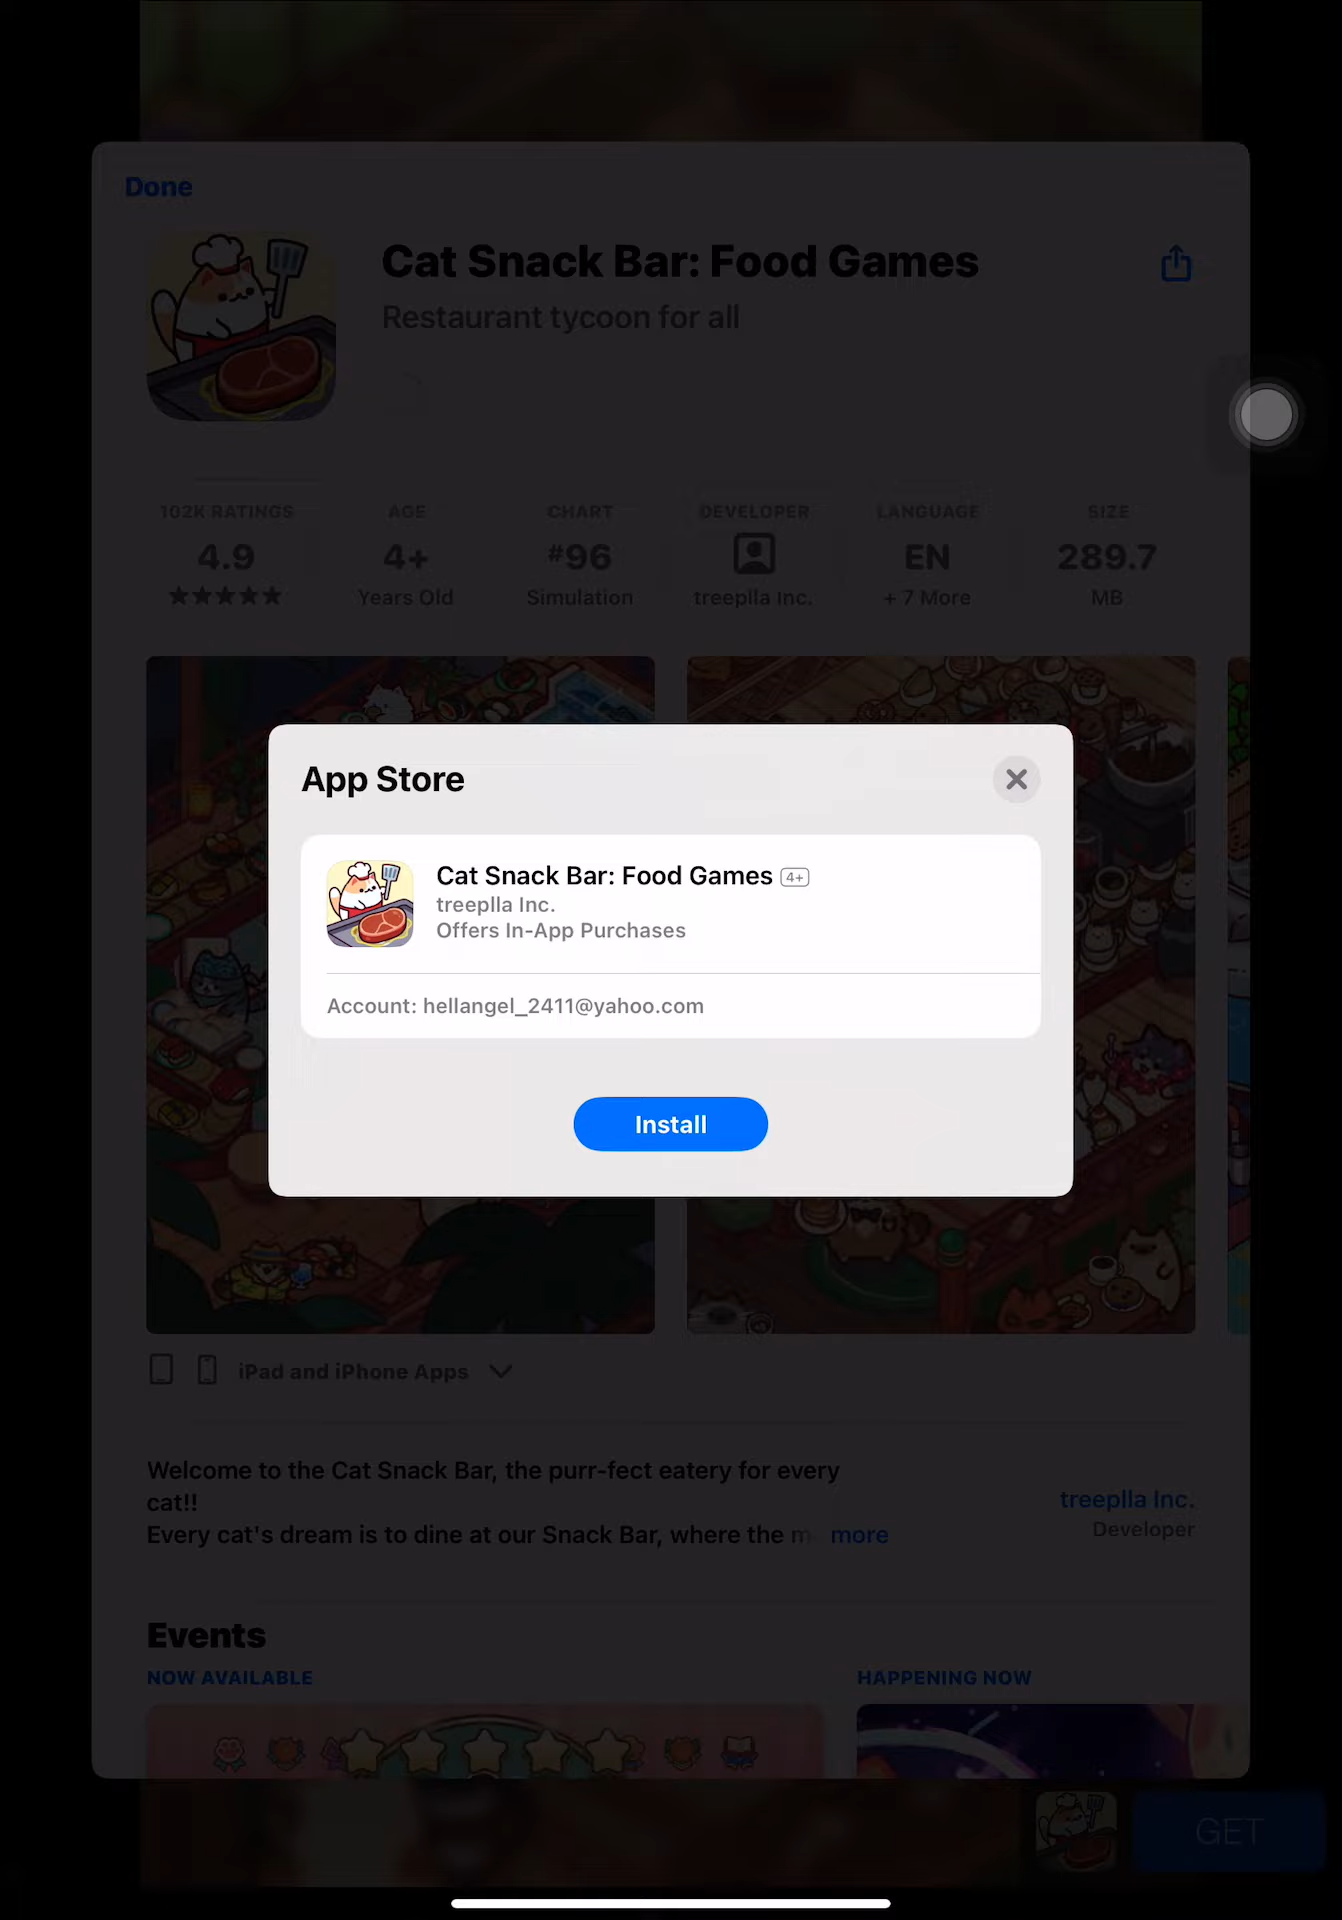 Done
Cat Snack Bar: Food Games
Restaurant tycoon for all
102K RATINGS
4.9
AGE
4+
Years Old
CHART
#96
Simulation
DEVELOPER
treeplla Inc.
LANGUAGE
EN
+ 7 More
SIZE
289.7
MB
App Store
Cat Snack Bar: Food Games 4+
treeplla Inc.
Offers In-App Purchases
Account: hellangel_2411@yahoo.com
Install
iPad and iPhone Apps
Welcome to the Cat Snack Bar, the purr-fect eatery for every
cat!!
Every cat's dream is to dine at our Snack Bar, where the more
treeplla Inc.
Developer
Events
NOW AVAILABLE
HAPPENING NOW
GET